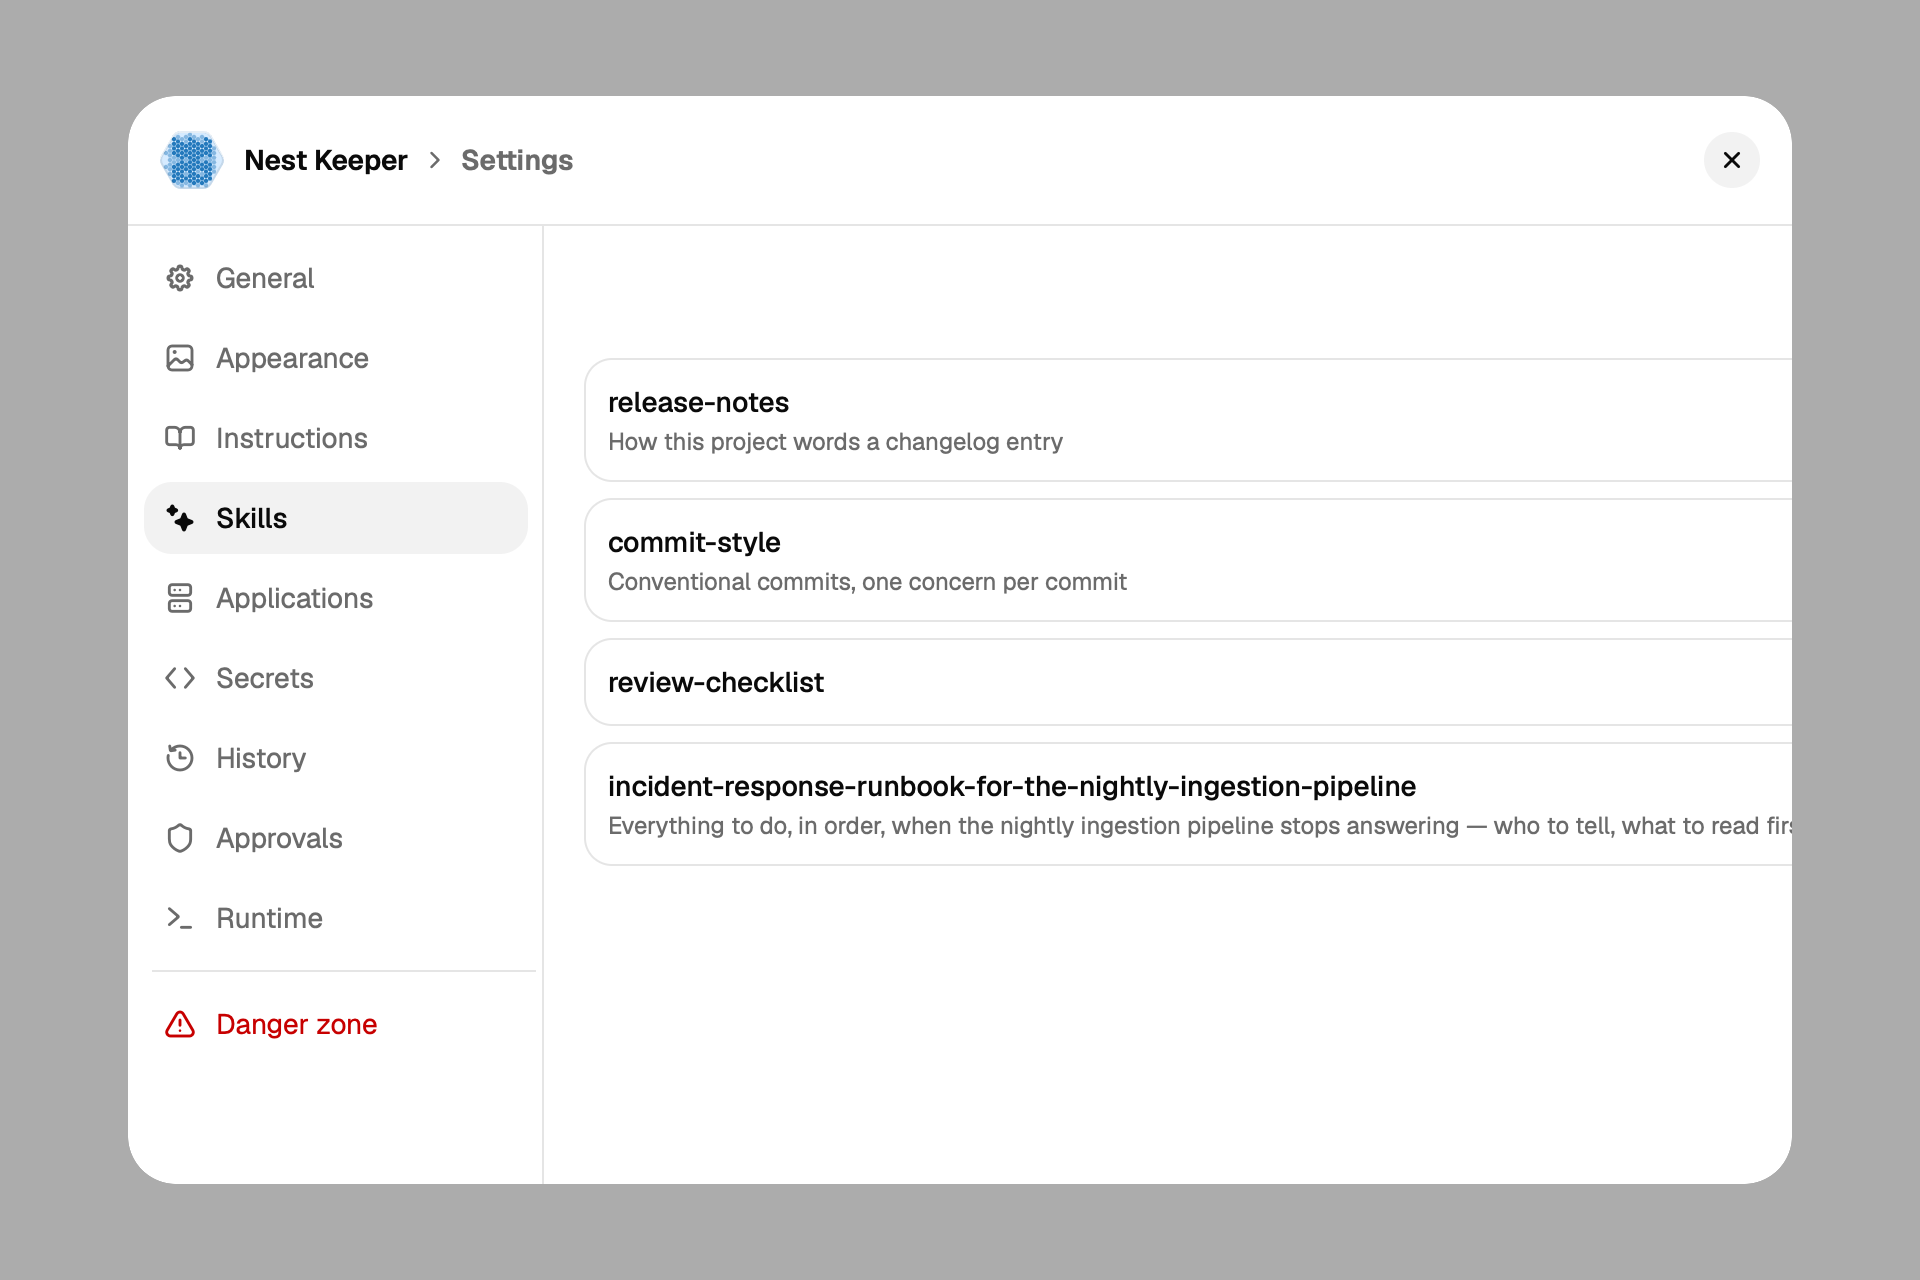 Nest Keeper > Settings
General
Appearance
Instructions
Skills
Applications
Secrets
History
Approvals
Runtime
Danger zone
release-notes
How this project words a changelog entry
commit-style
Conventional commits, one concern per commit
review-checklist
incident-response-runbook-for-the-nightly-ingestion-pipeline
Everything to do, in order, when the nightly ingestion pipeline stops answering — who to tell, what to read